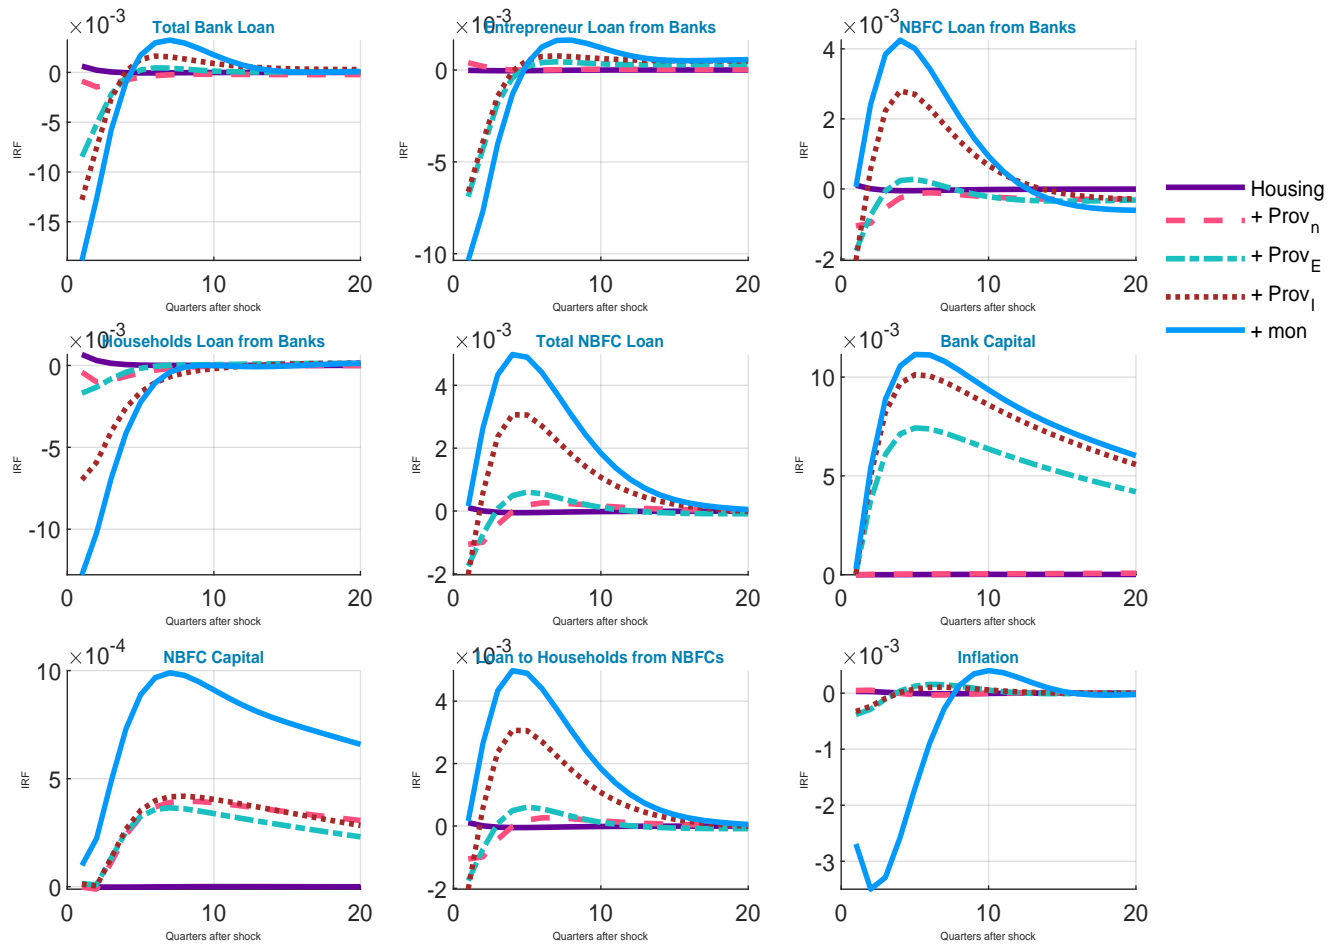 ×10-3
Total Bank Loan
0
-5
-10
-15
IRF
0
10
20
Quarters after shock
×10-3
Entrepreneur Loan from Banks
0
-5
-10
IRF
0
10
20
Quarters after shock
×10-3
NBFC Loan from Banks
4
2
0
-2
IRF
0
10
20
Quarters after shock
Housing
+ Provn
+ ProvE
+ ProvI
+ mon
×10-3
Households Loan from Banks
0
-5
-10
IRF
0
10
20
Quarters after shock
×10-3
Total NBFC Loan
4
2
0
-2
IRF
0
10
20
Quarters after shock
×10-3
Bank Capital
10
5
0
IRF
0
10
20
Quarters after shock
×10-4
NBFC Capital
10
5
0
IRF
0
10
20
Quarters after shock
×10-3
Loan to Households from NBFCs
4
2
0
-2
IRF
0
10
20
Quarters after shock
×10-3
Inflation
0
-1
-2
-3
IRF
0
10
20
Quarters after shock